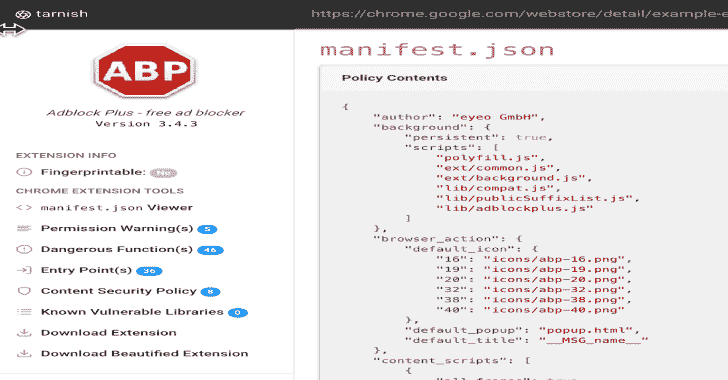 tarnish
https://chrome.google.com/webstore/detail/example-e
ABP
Adblock Plus - free ad blocker
Version 3.4.3
EXTENSION INFO
Fingerprintable: No
CHROME EXTENSION TOOLS
<> manifest.json Viewer
Permission Warning(s) 5
Dangerous Function(s) 46
Entry Point(s) 36
Content Security Policy 8
Known Vulnerable Libraries 0
Download Extension
Download Beautified Extension
manifest.json
Policy Contents
{
"author": "eyeo GmbH",
"background": {
"persistent": true,
"scripts": [
"polyfill.js",
"ext/common.js",
"ext/background.js",
"lib/compat.js",
"lib/publicSuffixList.js",
"lib/adblockplus.js"
]
},
"browser_action": {
"default_icon": {
"16": "icons/abp-16.png",
"19": "icons/abp-19.png",
"20": "icons/abp-20.png",
"32": "icons/abp-32.png",
"38": "icons/abp-38.png",
"40": "icons/abp-40.png"
},
"default_popup": "popup.html",
"default_title": "__MSG_name__"
},
"content_scripts": [
{